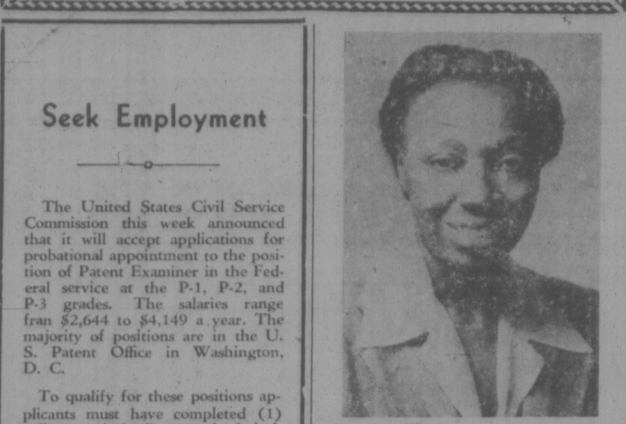 Seek Employment
The United States Civil Service
Commission this week announced
that it will accept applications for
probational appointment to the posi-
tion of Patent Examiner in the Fed-
eral service at the P-1, P-2, and
P-3 grades. The salaries range
fran $2,644 to $4,149 a year. The
majority of positions are in the U.
S. Patent Office in Washington,
D. C.
To qualify for these positions ap-
plicants must have completed (1)